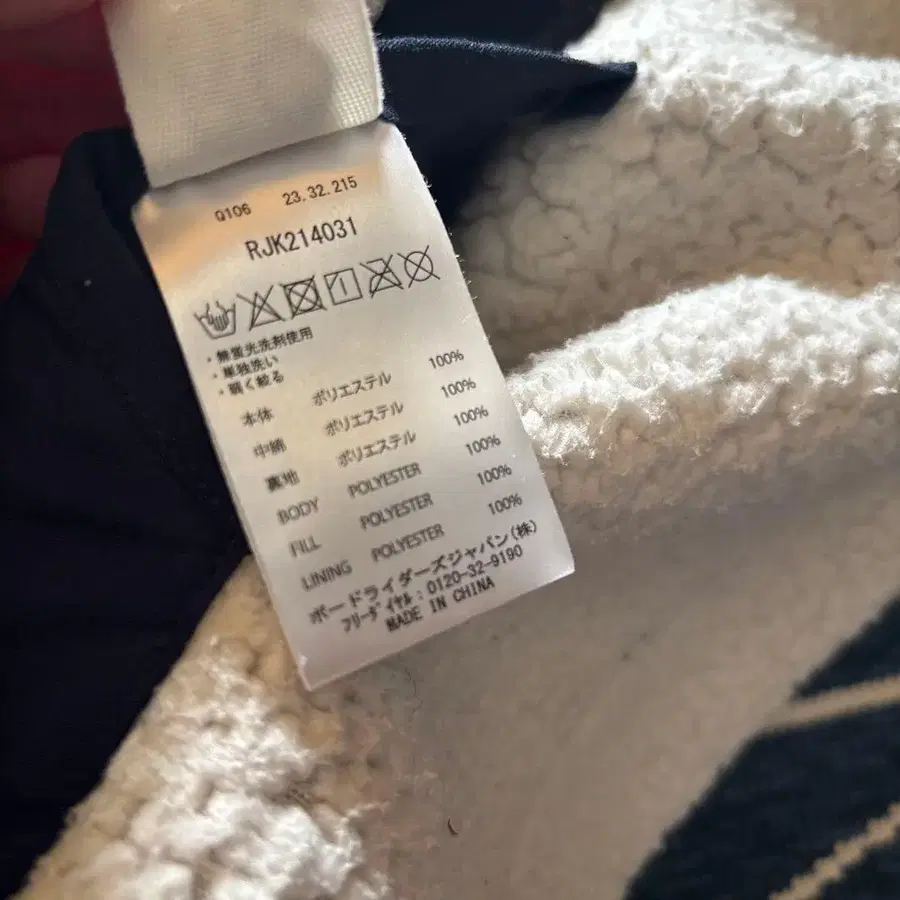 Q106 23.32.215
RJK214031
・無蛍光洗剤使用
・単独洗い
・弱く絞る
本体 ポリエステル 100%
中綿 ポリエステル 100%
裏地 ポリエステル 100%
BODY POLYESTER 100%
FILL POLYESTER 100%
LINING POLYESTER 100%
ボードライダーズジャパン(株)
フリーダイヤル:0120-32-9190
MADE IN CHINA